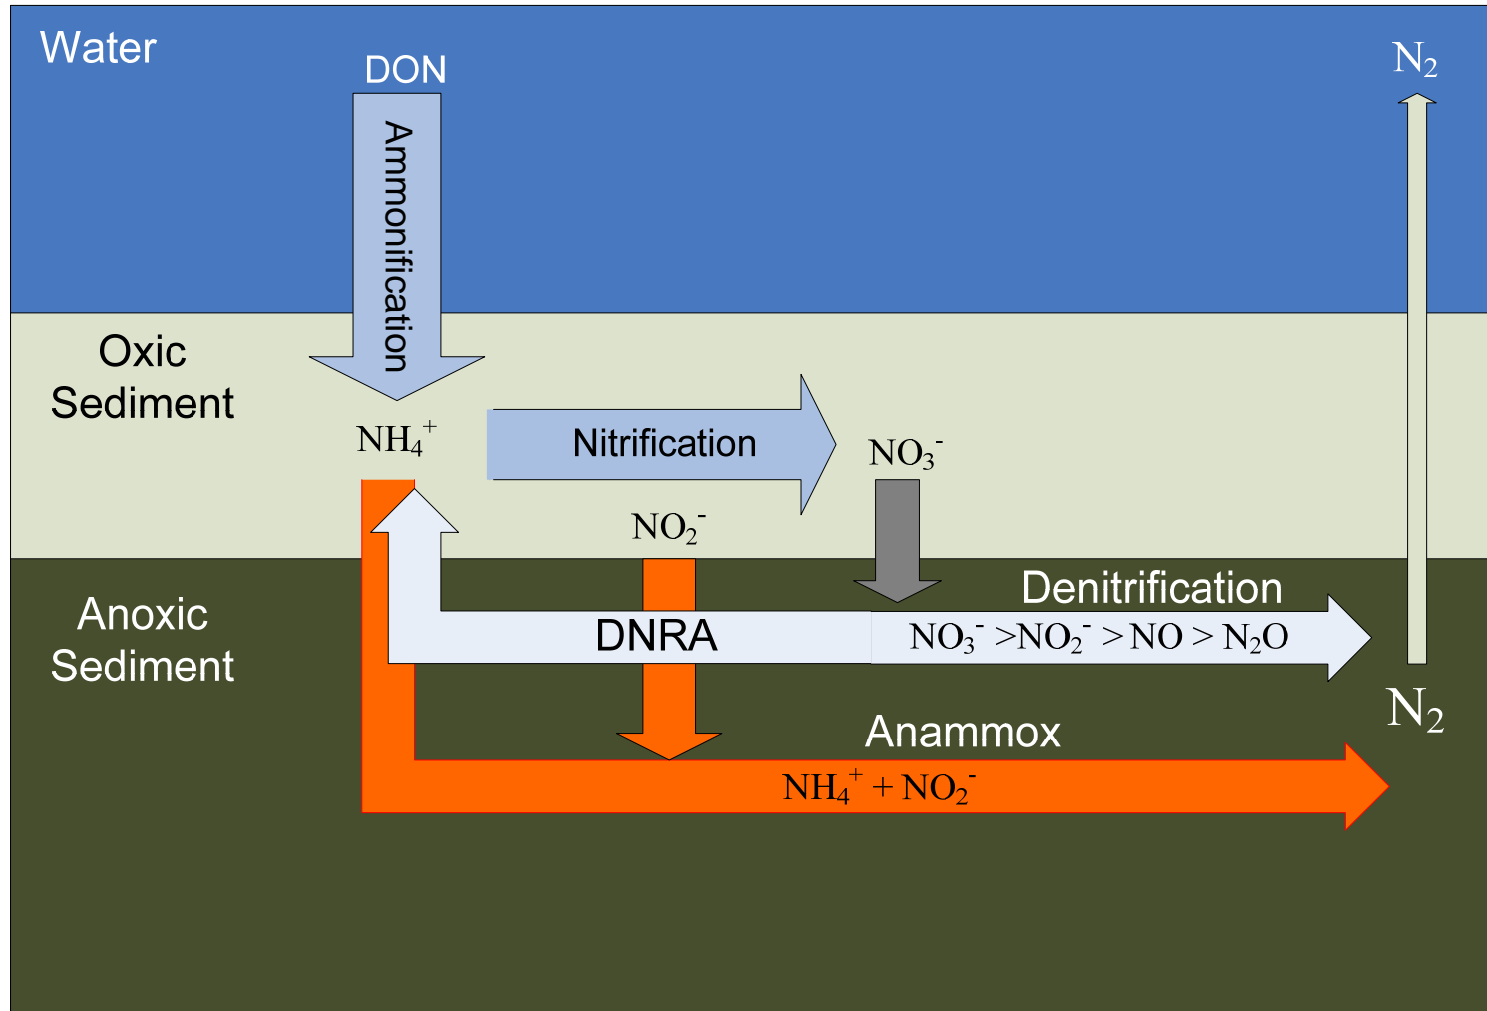 Water
DON
N₂
Ammonification
Oxic
Sediment
NH₄⁺
Nitrification
NO₃⁻
NO₂⁻
Anoxic
Sediment
Denitrification
DNRA
NO₃⁻ >NO₂⁻ > NO > N₂O
N₂
Anammox
NH₄⁺ + NO₂⁻